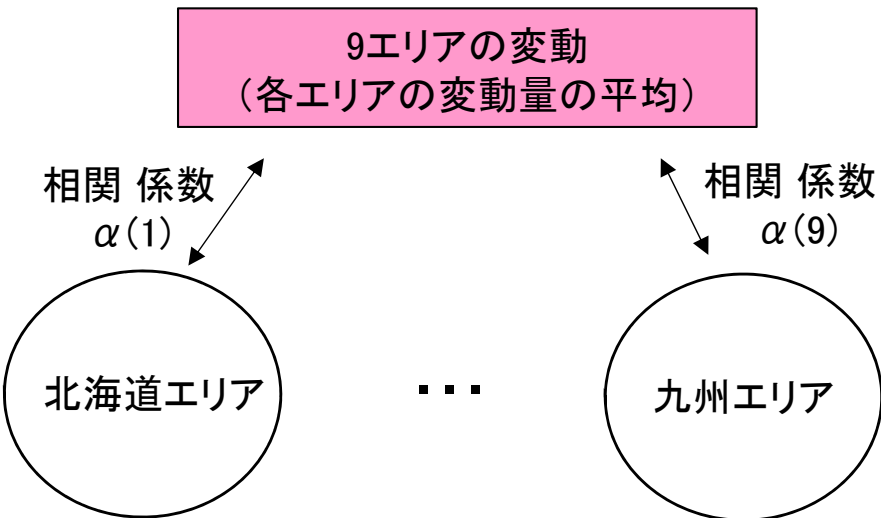 9エリアの変動
（各エリアの変動量の平均）
相関 係数
α(1)
相関 係数
α(9)
北海道エリア
･･･
九州エリア